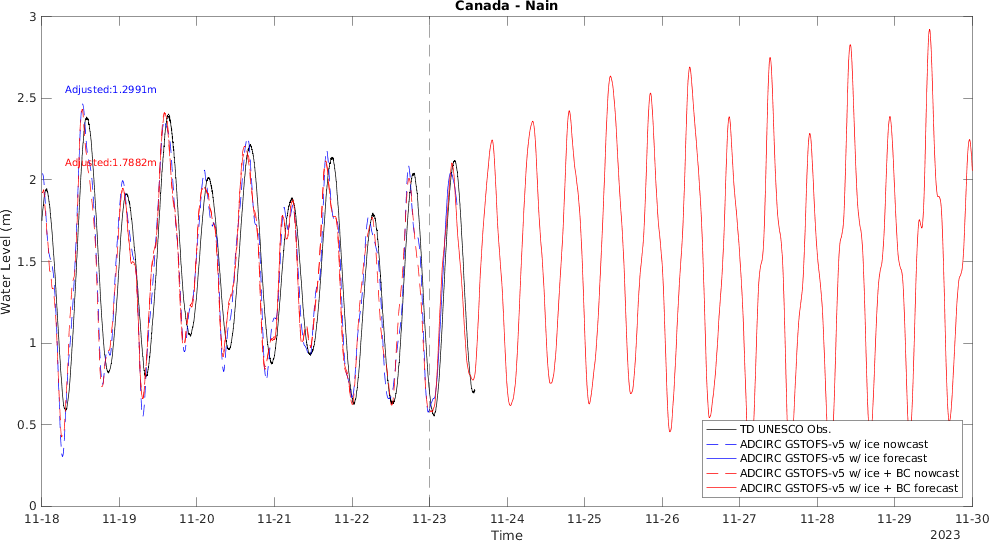 Canada - Nain
Adjusted:1.2991m
Adjusted:1.7882m
Water Level (m)
3
2.5
2
1.5
1
0.5
0
11-18 11-19 11-20 11-21 11-22 11-23 11-24 11-25 11-26 11-27 11-28 11-29 11-30
Time
2023
TD UNESCO Obs.
ADCIRC GSTOFS-v5 w/ ice nowcast
ADCIRC GSTOFS-v5 w/ ice forecast
ADCIRC GSTOFS-v5 w/ ice + BC nowcast
ADCIRC GSTOFS-v5 w/ ice + BC forecast